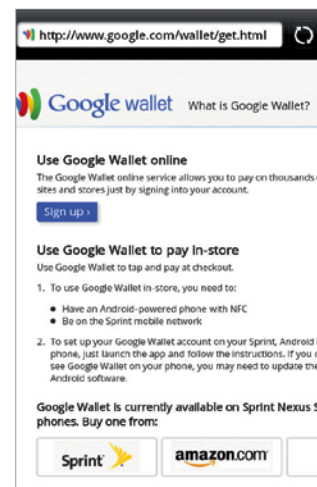 http://www.google.com/wallet/get.html
Google wallet What is Google Wallet?
Use Google Wallet online
The Google Wallet online service allows you to pay on thousands
sites and stores just by signing into your account.
Sign up ›
Use Google Wallet to pay in-store
Use Google Wallet to tap and pay at checkout.
1. To use Google Wallet in-store, you need to:
● Have an Android-powered phone with NFC
● Be on the Sprint mobile network
2. To set up your Google Wallet account on your Sprint, Android
phone, just launch the app and follow the instructions. If you
see Google Wallet on your phone, you may need to update the
Android software.
Google Wallet is currently available on Sprint Nexus S
phones. Buy one from:
Sprint amazon.com